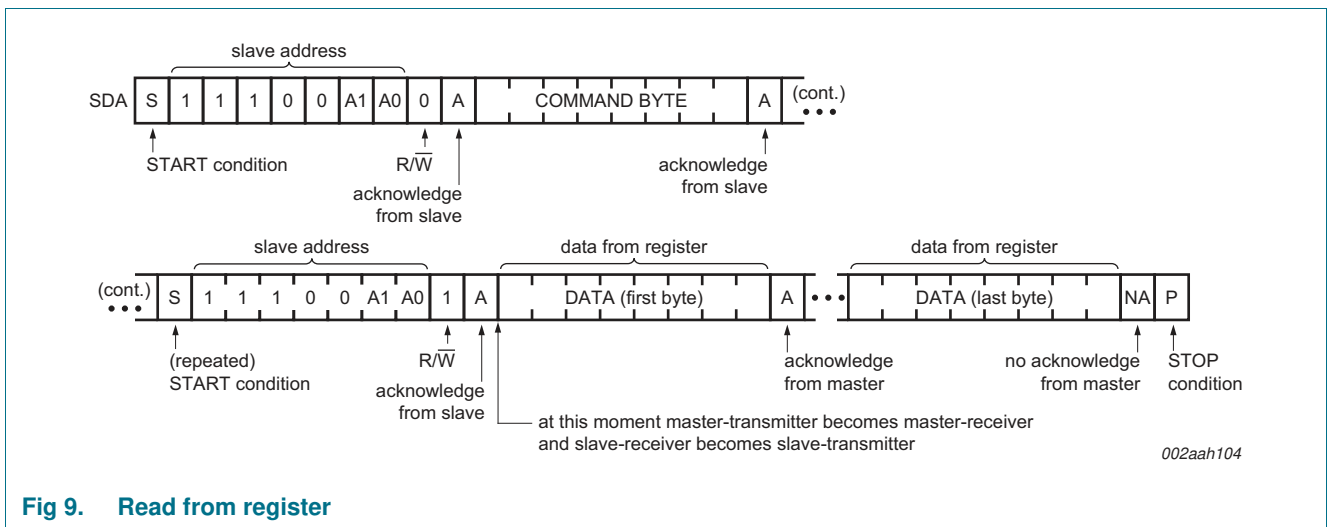 slave address
SDA S 1 1 1 0 0 A1 A0 0 A COMMAND BYTE A (cont.)
START condition R/W̅ acknowledge
acknowledge from slave
from slave
slave address data from register data from register
(cont.) S 1 1 1 0 0 A1 A0 1 A DATA (first byte) A DATA (last byte) NA P
(repeated) R/W̅ acknowledge no acknowledge STOP
START condition acknowledge from master from master condition
from slave
at this moment master-transmitter becomes master-receiver
and slave-receiver becomes slave-transmitter
002aah104
Fig 9. Read from register